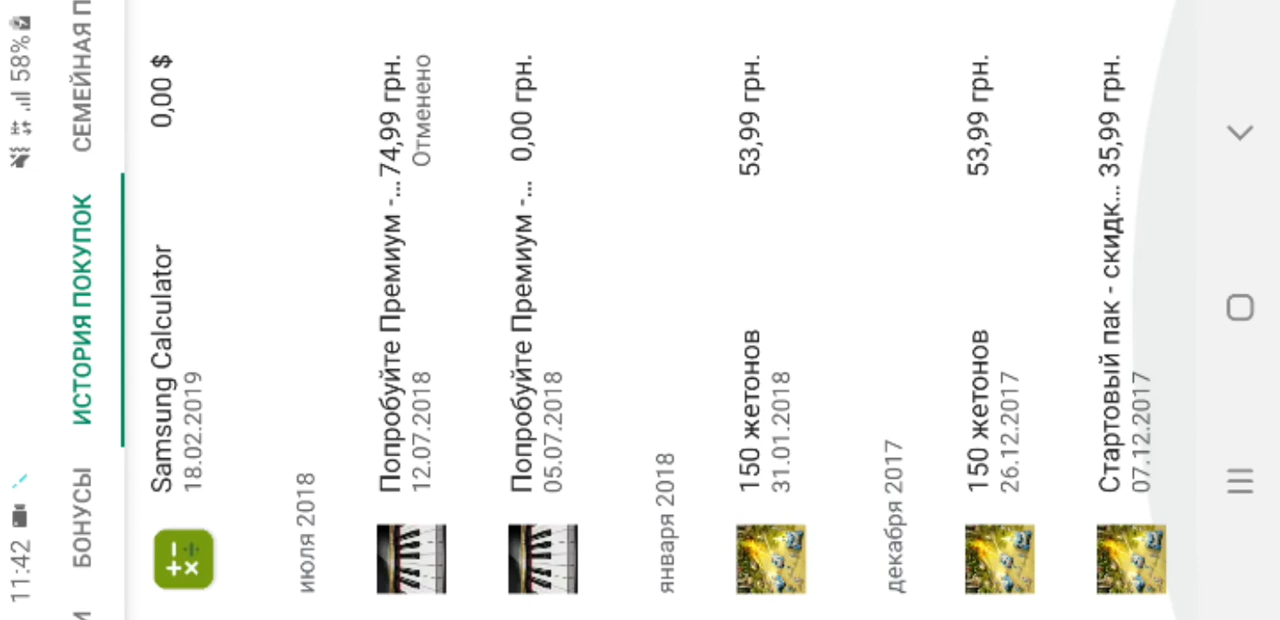 11:42
58%
И
БОНУСЫ
ИСТОРИЯ ПОКУПОК
СЕМЕЙНАЯ П
Samsung Calculator
0,00 $
18.02.2019
июля 2018
Попробуйте Премиум -...
74,99 грн.
12.07.2018
Отменено
Попробуйте Премиум -...
0,00 грн.
05.07.2018
января 2018
150 жетонов
53,99 грн.
31.01.2018
декабря 2017
150 жетонов
53,99 грн.
26.12.2017
Стартовый пак - скидк...
35,99 грн.
07.12.2017